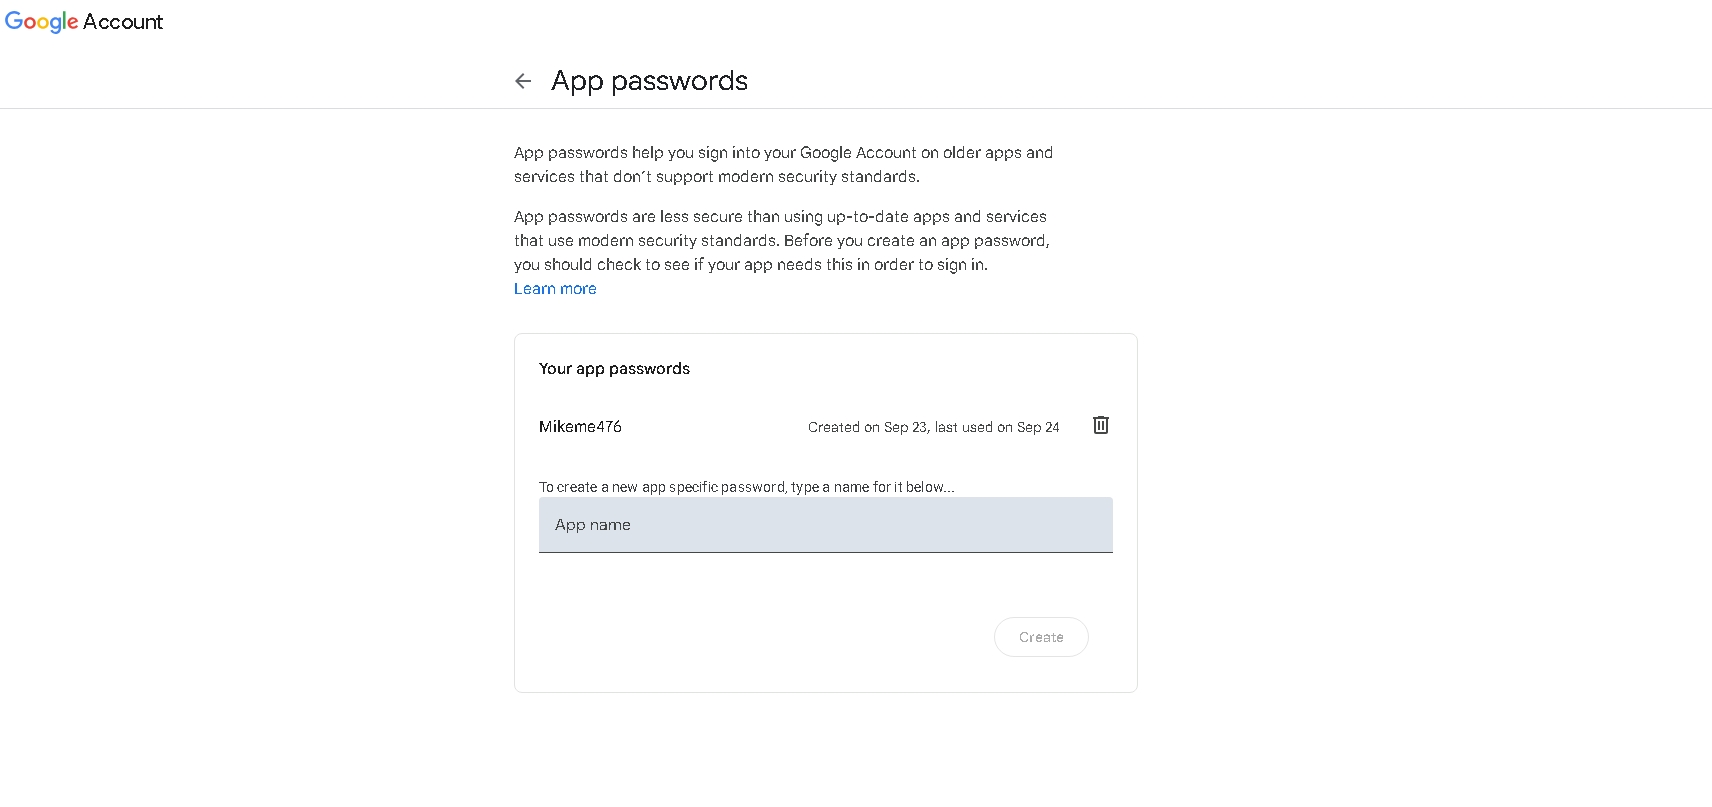 Google Account
App passwords
App passwords help you sign into your Google Account on older apps and
services that don’t support modern security standards.
App passwords are less secure than using up-to-date apps and services
that use modern security standards. Before you create an app password,
you should check to see if your app needs this in order to sign in.
Learn more
Your app passwords
Mikeme476 Created on Sep 23, last used on Sep 24
To create a new app specific password, type a name for it below...
App name
Create